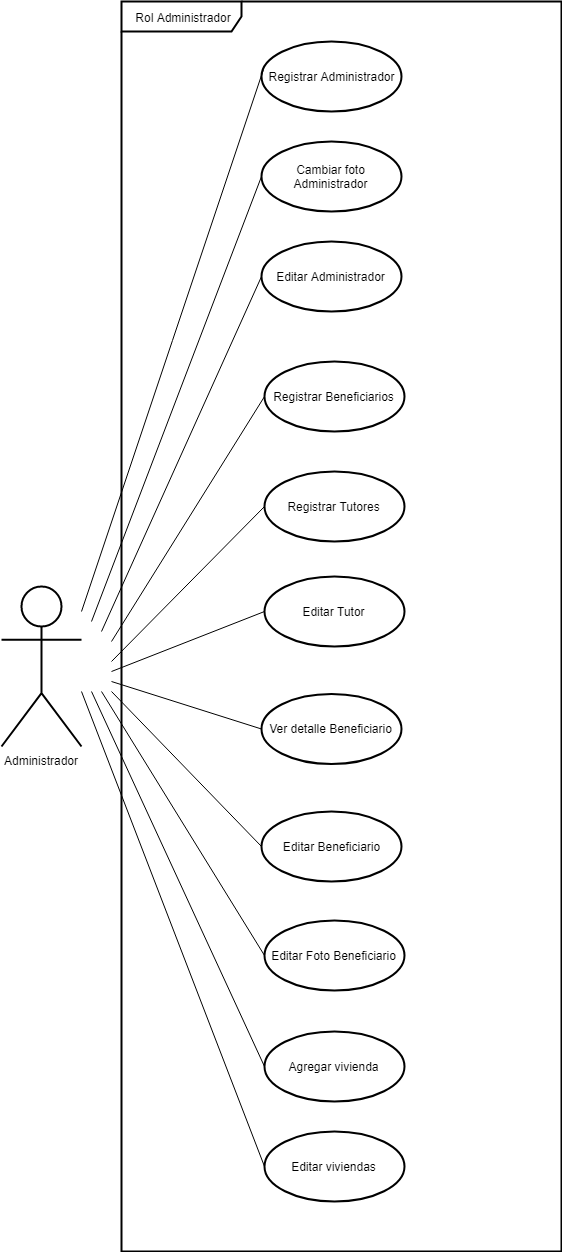 Rol Administrador
Registrar Administrador
Cambiar foto
Administrador
Editar Administrador
Registrar Beneficiarios
Registrar Tutores
Editar Tutor
Ver detalle Beneficiario
Administrador
Editar Beneficiario
Editar Foto Beneficiario
Agregar vivienda
Editar viviendas